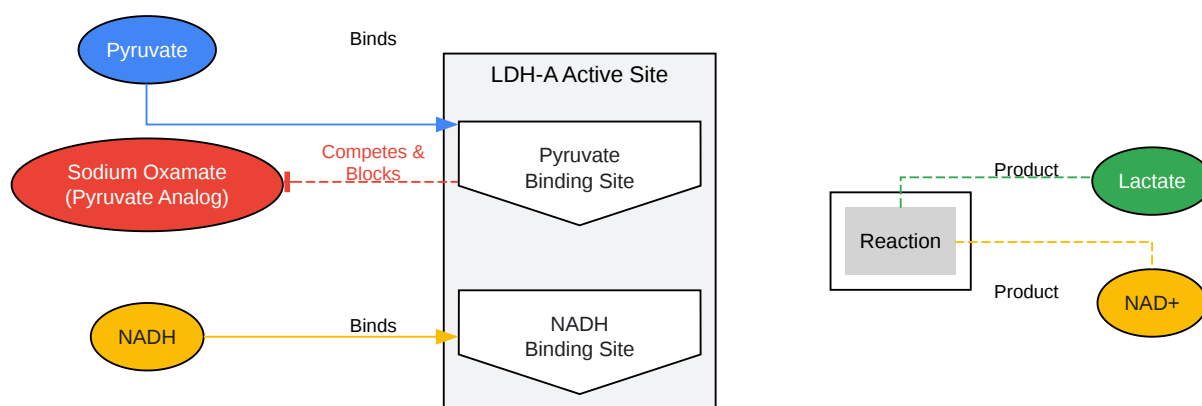 Pyruvate
Binds
LDH-A Active Site
Competes &
Blocks
Pyruvate
Binding Site
Sodium Oxamate
(Pyruvate Analog)
Product
Lactate
Reaction
Product
NAD+
NADH
Binds
NADH
Binding Site